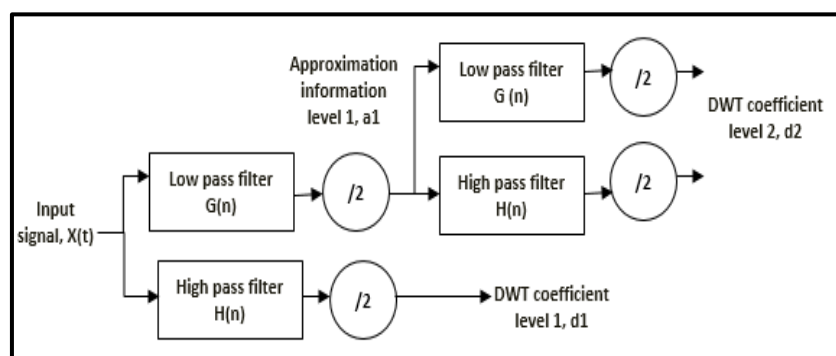 Approximation
information
level 1, a1
Low pass filter
G (n)
/2
DWT coefficient
level 2, d2
Low pass filter
G(n)
/2
High pass filter
H(n)
/2
Input
signal, X(t)
High pass filter
H(n)
/2
DWT coefficient
level 1, d1